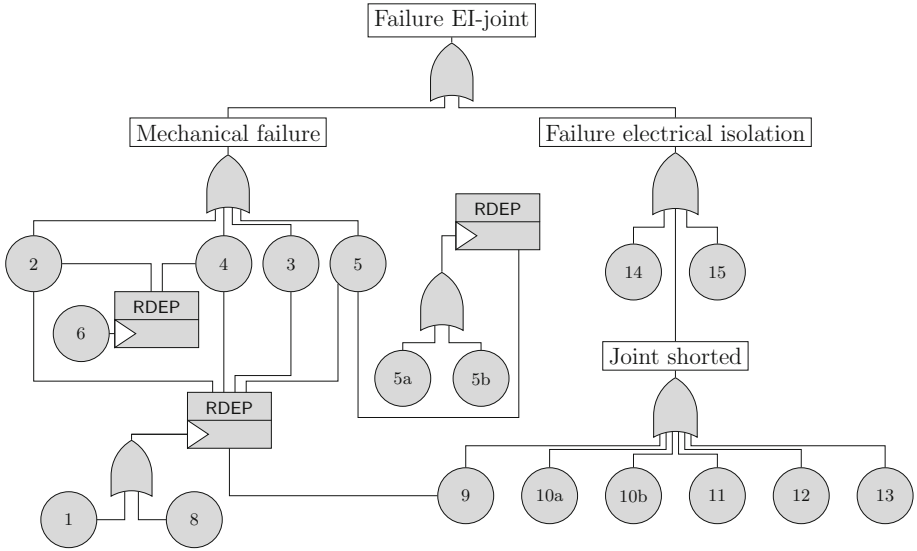 Failure EI-joint
Mechanical failure
Failure electrical isolation
RDEP
2
4
3
5
14
15
RDEP
6
Joint shorted
5a
5b
RDEP
9
10a
10b
11
12
13
1
8